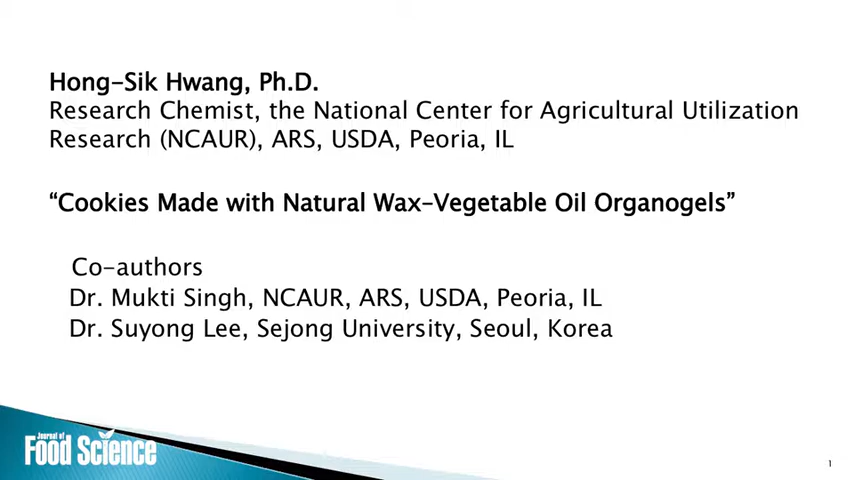 Hong-Sik Hwang, Ph.D.
Research Chemist, the National Center for Agricultural Utilization
Research (NCAUR), ARS, USDA, Peoria, IL
“Cookies Made with Natural Wax-Vegetable Oil Organogels”
Co-authors
Dr. Mukti Singh, NCAUR, ARS, USDA, Peoria, IL
Dr. Suyong Lee, Sejong University, Seoul, Korea
Journal of
Food Science
1